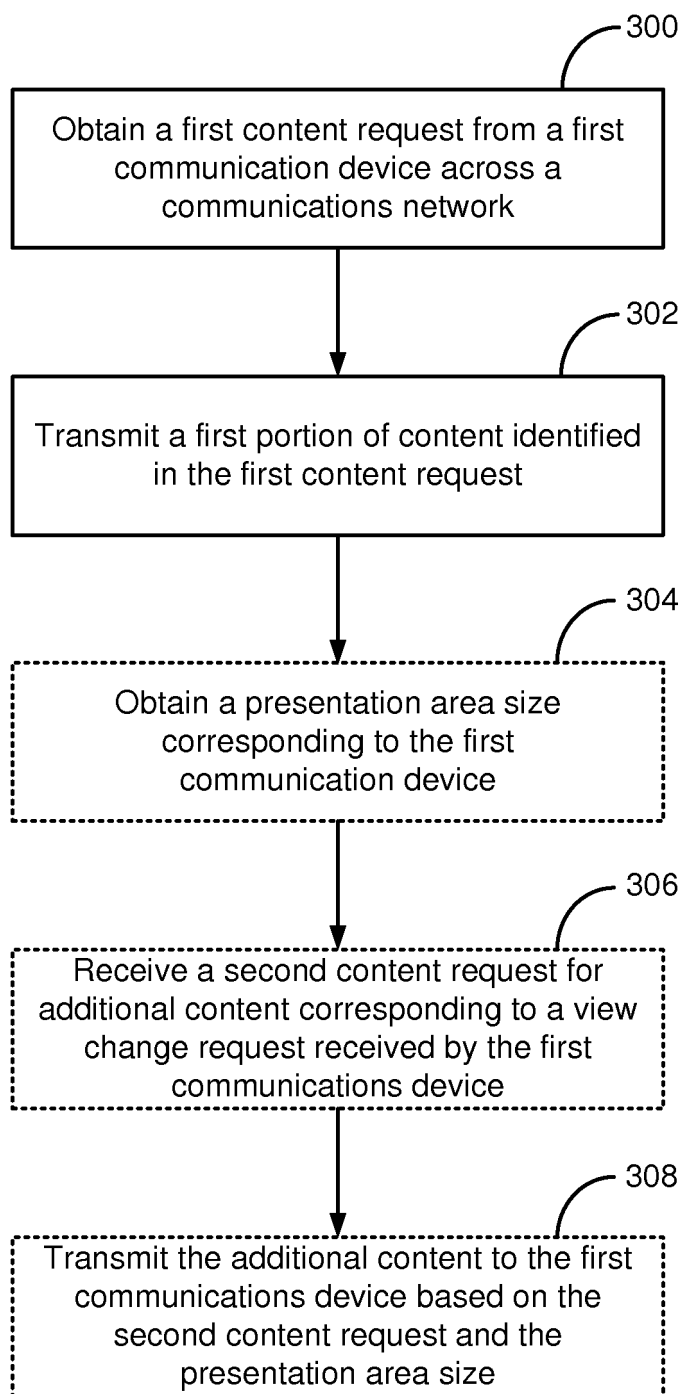 300
Obtain a first content request from a first
communication device across a
communications network
302
Transmit a first portion of content identified
in the first content request
304
Obtain a presentation area size
corresponding to the first
communication device
306
Receive a second content request for
additional content corresponding to a view
change request received by the first
communications device
308
Transmit the additional content to the first
communications device based on the
second content request and the
presentation area size